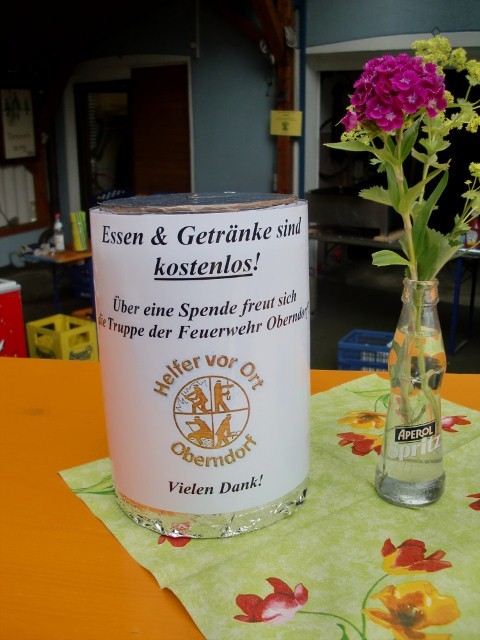 Essen & Getränke sind
kostenlos!
Über eine Spende freut sich
die Truppe der Feuerwehr Oberndorf
Helfer vor Ort
Oberndorf
Vielen Dank!
APEROL
Spritz